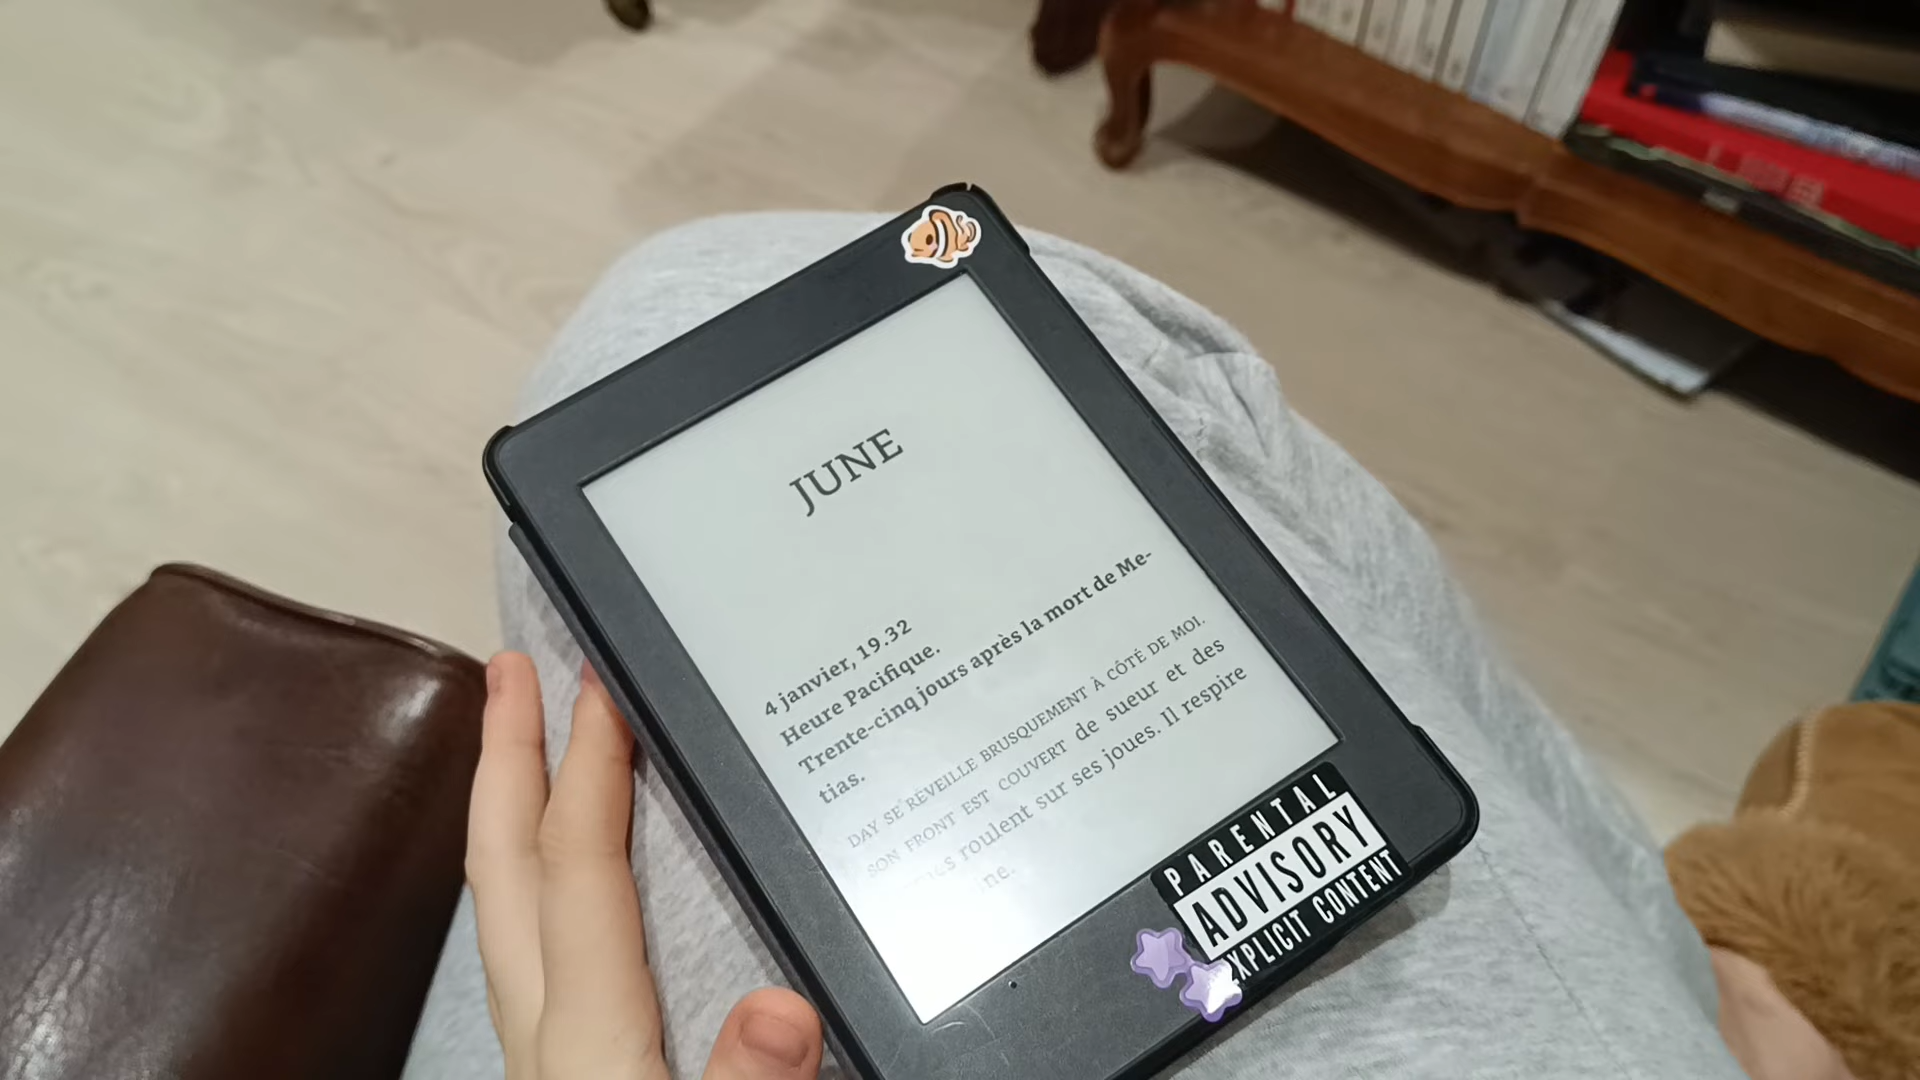 JUNE
4 janvier, 19.32
Heure Pacifique.
Trente-cinq jours après la mort de Me-
tias.
DAY SE RÉVEILLE BRUSQUEMENT À CÔTÉ DE MOI.
SON FRONT EST COUVERT de sueur et des
roulent sur ses joues. Il respire
PARENTAL
ADVISORY
EXPLICIT CONTENT